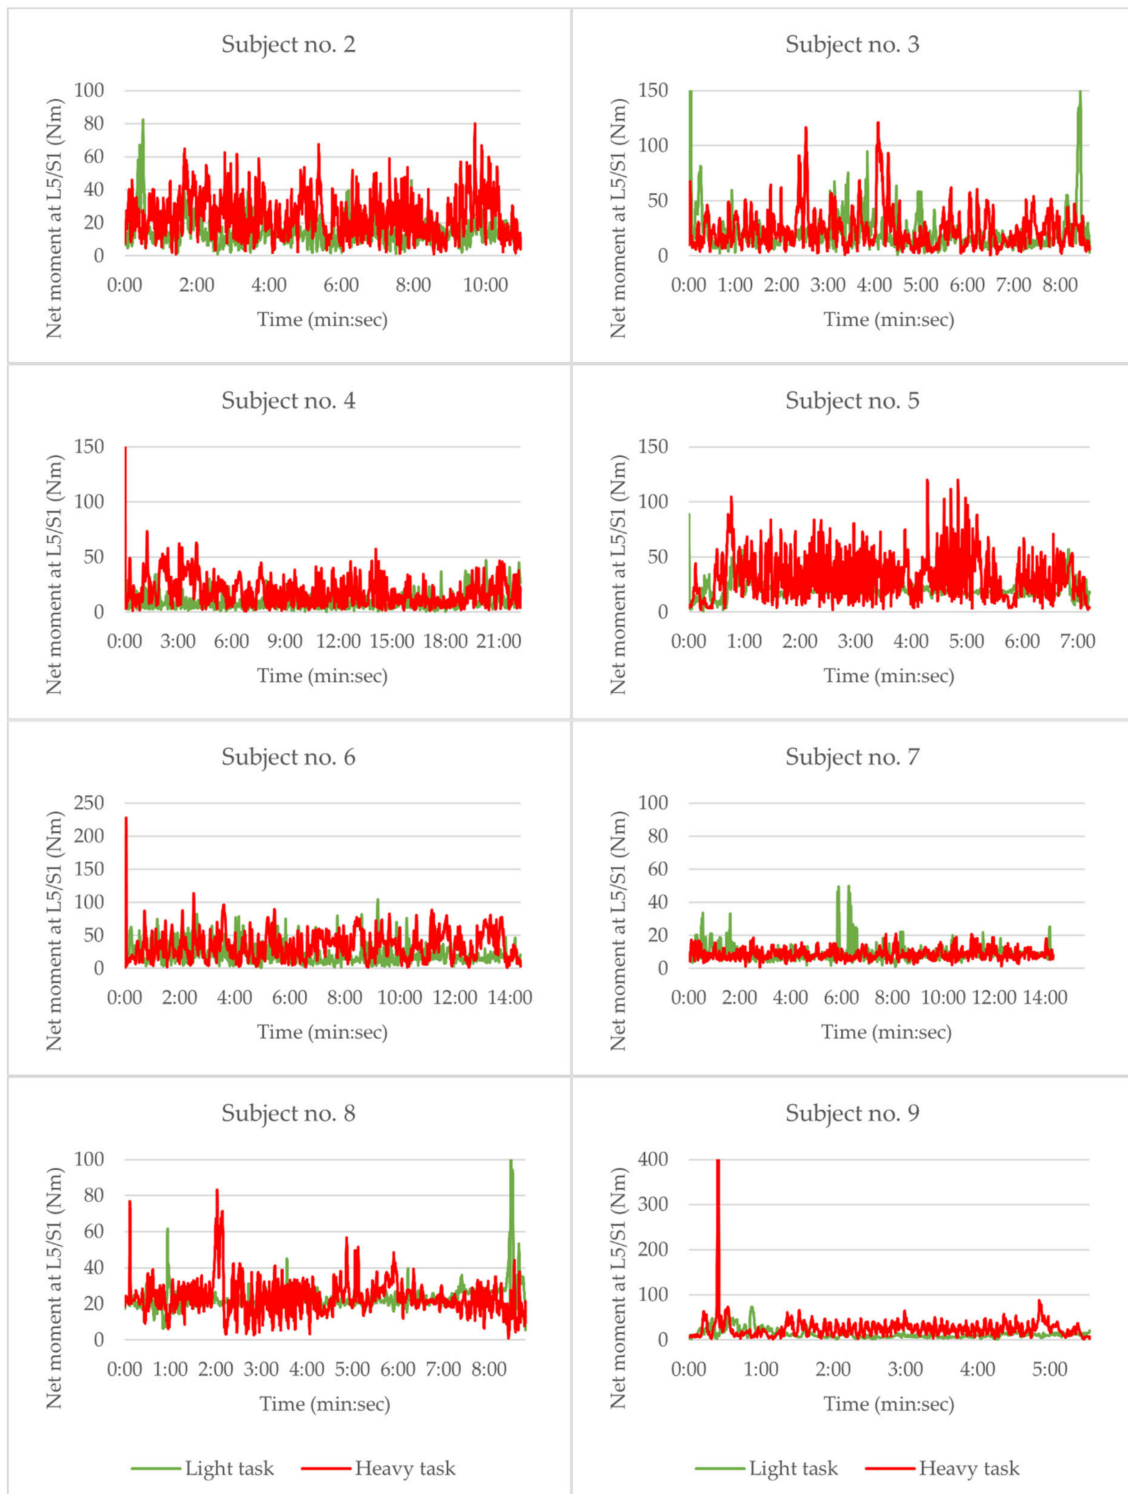 Subject no. 2
Net moment at L5/S1 (Nm)
100
80
60
40
20
0
0:00 2:00 4:00 6:00 8:00 10:00
Time (min:sec)
Subject no. 3
Net moment at L5/S1 (Nm)
150
100
50
0
0:00 1:00 2:00 3:00 4:00 5:00 6:00 7:00 8:00
Time (min:sec)
Subject no. 4
Net moment at L5/S1 (Nm)
150
100
50
0
0:00 3:00 6:00 9:00 12:00 15:00 18:00 21:00
Time (min:sec)
Subject no. 5
Net moment at L5/S1 (Nm)
150
100
50
0
0:00 1:00 2:00 3:00 4:00 5:00 6:00 7:00
Time (min:sec)
Subject no. 6
Net moment at L5/S1 (Nm)
250
200
150
100
50
0
0:00 2:00 4:00 6:00 8:00 10:00 12:00 14:00
Time (min:sec)
Subject no. 7
Net moment at L5/S1 (Nm)
100
80
60
40
20
0
0:00 2:00 4:00 6:00 8:00 10:00 12:00 14:00
Time (min:sec)
Subject no. 8
Net moment at L5/S1 (Nm)
100
80
60
40
20
0
0:00 1:00 2:00 3:00 4:00 5:00 6:00 7:00 8:00
Time (min:sec)
Light task Heavy task
Subject no. 9
Net moment at L5/S1 (Nm)
400
300
200
100
0
0:00 1:00 2:00 3:00 4:00 5:00
Time (min:sec)
Light task Heavy task